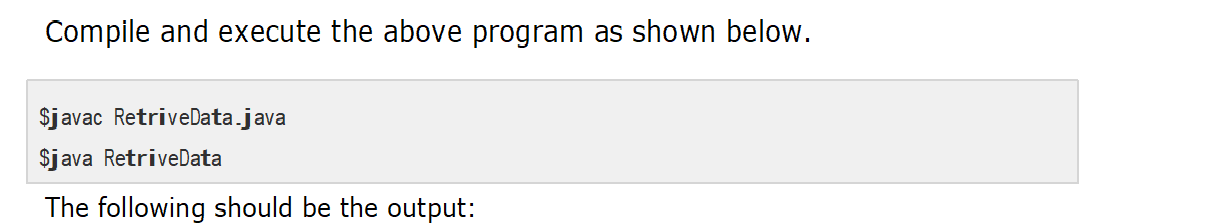 Compile and execute the above program as shown below.
$javac RetriveData.java
$java RetriveData
The following should be the output: